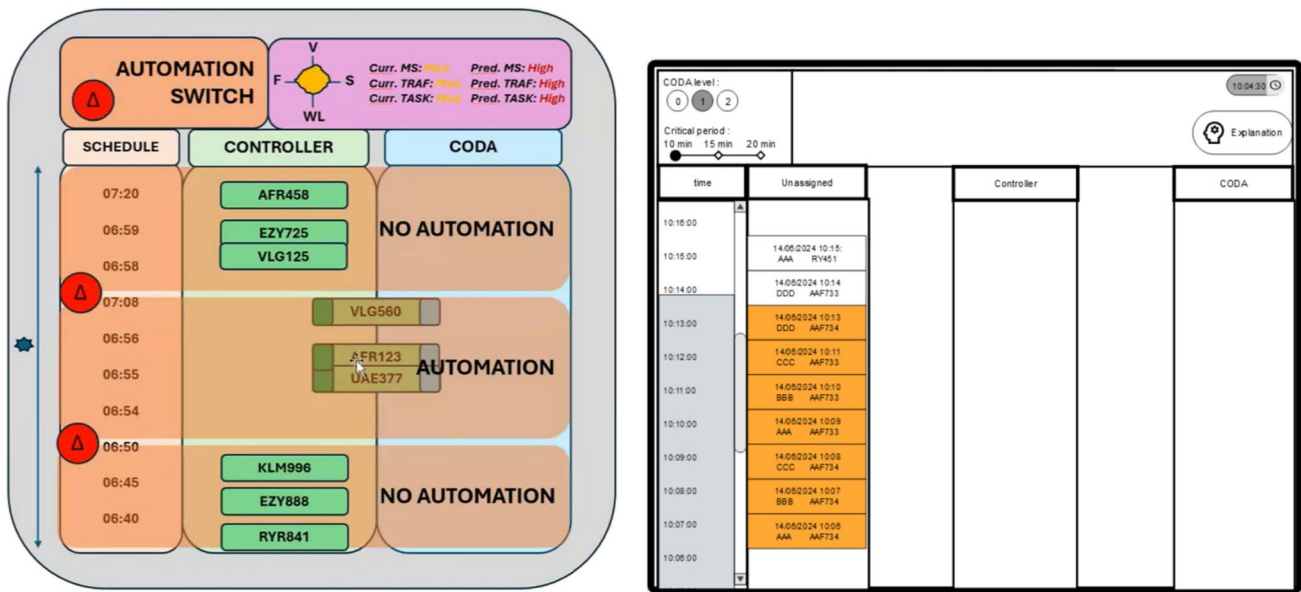 AUTOMATION
SWITCH
Δ
V
F
S
WL
Curr. MS: Med Pred. MS: High
Curr. TRAF: Med Pred. TRAF: High
Curr. TASK: Med Pred. TASK: High
SCHEDULE CONTROLLER CODA
07:20 AFR458
06:59 EZY725 NO AUTOMATION
VLG125
06:58
Δ
07:08
VLG560
06:56
AFR123
06:55 UAE377 AUTOMATION
06:54
Δ
06:50
KLM996
06:45
EZY888 NO AUTOMATION
06:40
RYR841
CODA level :
0 1 2
10:04:30
Critical period :
10 min 15 min 20 min
Explanation
time Unassigned Controller CODA
10:16:00
14/06/2024 10:15:
10:15:00
AAA RY451
14/06/2024 10:14
10:14:00
DDD AAF733
14/06/2024 10:13
10:13:00
DDD AAF734
14/06/2024 10:11
10:12:00
CCC AAF733
14/06/2024 10:10
10:11:00
BBB AAF733
14/06/2024 10:09
10:10:00
AAA AAF733
14/06/2024 10:08
10:09:00
CCC AAF734
14/06/2024 10:07
10:08:00
BBB AAF734
14/06/2024 10:06
10:07:00
AAA AAF734
10:06:00